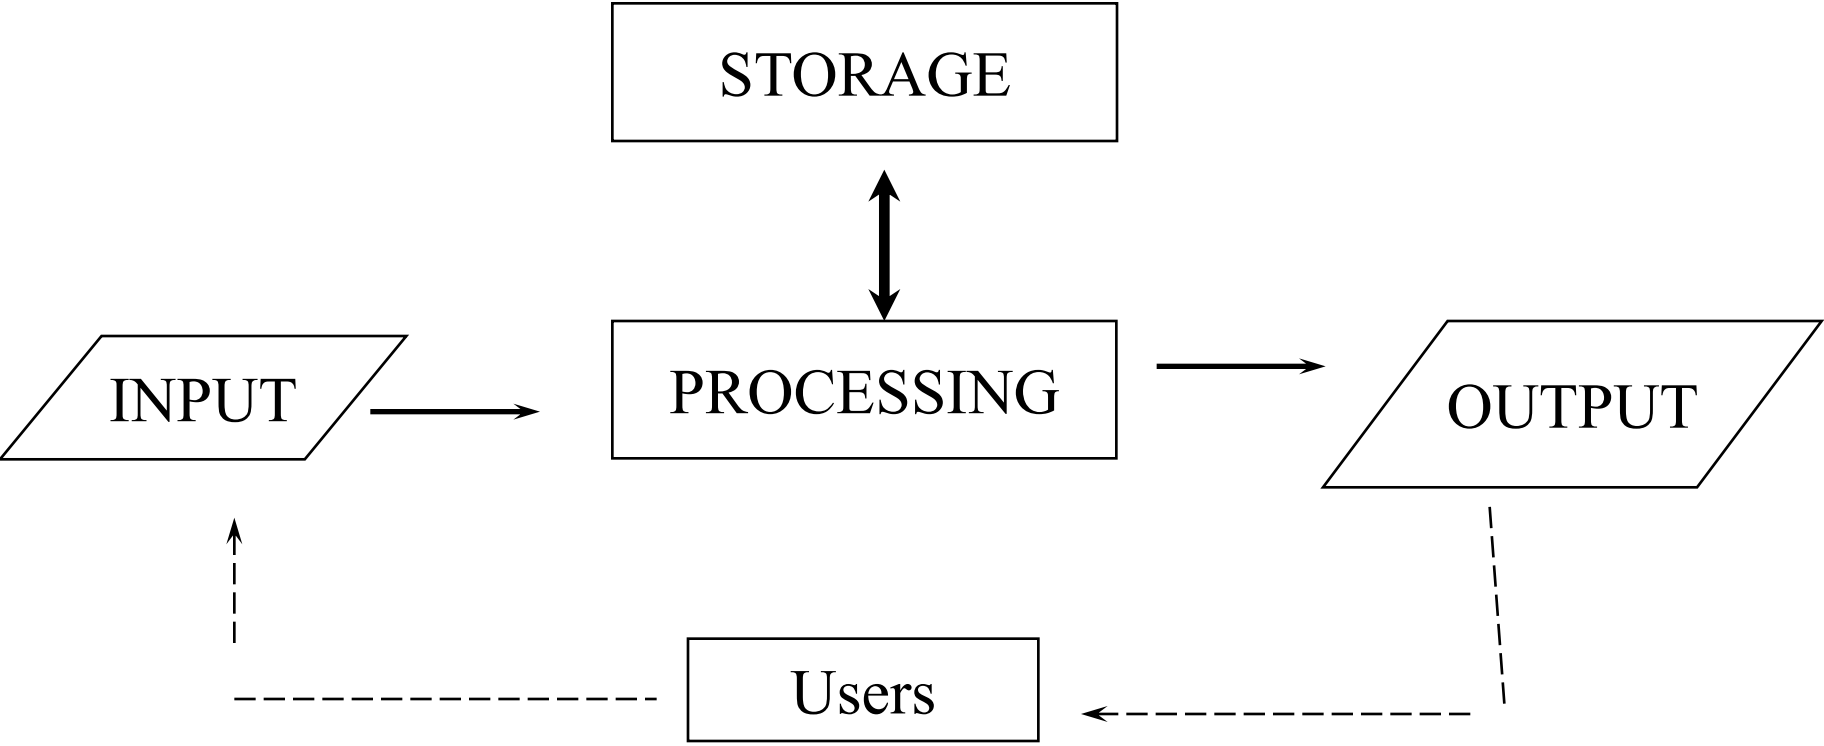 STORAGE
INPUT
PROCESSING
OUTPUT
Users